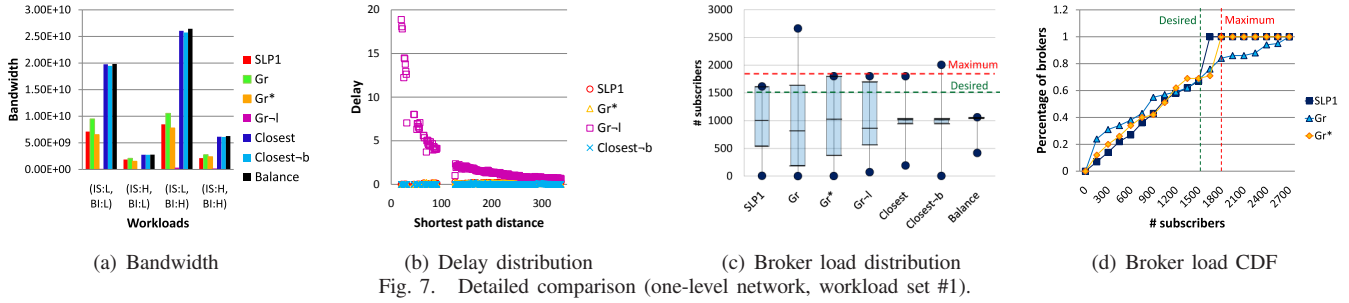 Bandwidth
3.00E+10
2.50E+10
2.00E+10
1.50E+10
1.00E+10
5.00E+09
0.00E+00
(IS:L, BI:L)
(IS:H, BI:L)
(IS:L, BI:H)
(IS:H, BI:H)
Workloads
SLP1
Gr
Gr*
Gr¬l
Closest
Closest¬b
Balance
(a) Bandwidth
Delay
20
15
10
5
0
0 100 200 300
Shortest path distance
SLP1
Gr*
Gr¬l
Closest¬b
(b) Delay distribution
# subscribers
3000
2500
2000
1500
1000
500
0
Maximum
Desired
SLP1
Gr
Gr*
Gr¬l
Closest
Closest¬b
Balance
(c) Broker load distribution
Percentage of brokers
1.2
1
0.8
0.6
0.4
0.2
0
Desired
Maximum
0 300 600 900 1200 1500 1800 2100 2400 2700
# subscribers
SLP1
Gr
Gr*
(d) Broker load CDF
Fig. 7. Detailed comparison (one-level network, workload set #1).